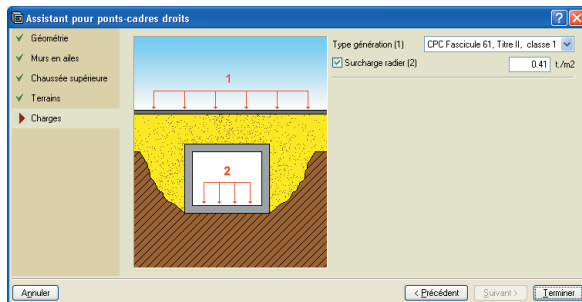 Assistant pour ponts-cadres droits
Géométrie
Murs en ailes
Chaussée supérieure
Terrains
Charges
1
2
Type génération (1)
CPC Fascicule 61, Titre II, classe 1
Surcharge radier (2)
0.41 t./m2
Annuler
< Précédent
Suivant >
Terminer